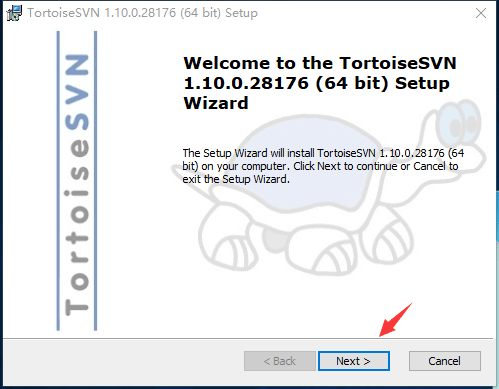 TortoiseSVN 1.10.0.28176 (64 bit) Setup
TortoiseSVN
Welcome to the TortoiseSVN
1.10.0.28176 (64 bit) Setup
Wizard
The Setup Wizard will install TortoiseSVN 1.10.0.28176 (64
bit) on your computer. Click Next to continue or Cancel to
exit the Setup Wizard.
< Back
Next >
Cancel